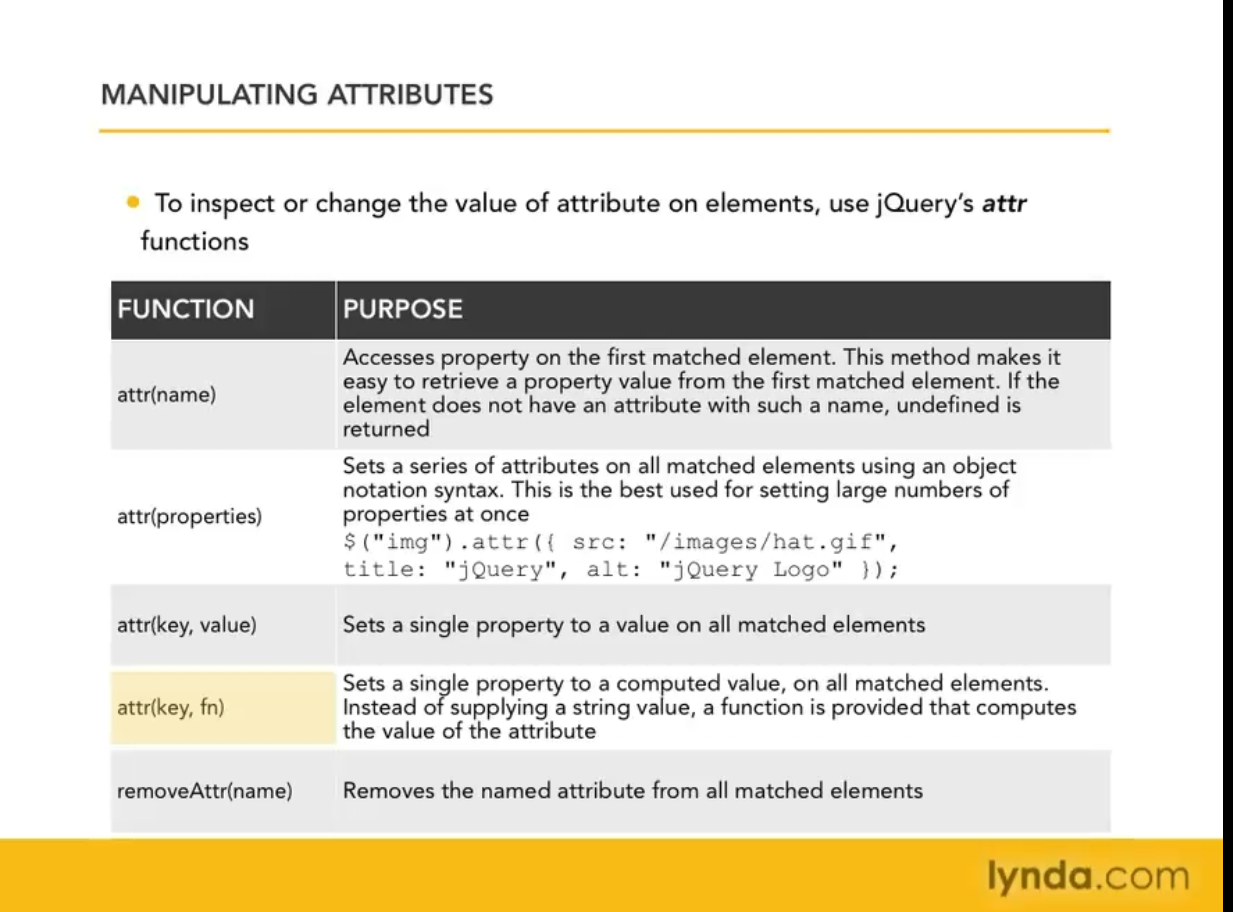 MANIPULATING ATTRIBUTES
To inspect or change the value of attribute on elements, use jQuery's attr
functions
FUNCTION
PURPOSE
attr(name)
Accesses property on the first matched element. This method makes it
easy to retrieve a property value from the first matched element. If the
element does not have an attribute with such a name, undefined is
returned
attr(properties)
Sets a series of attributes on all matched elements using an object
notation syntax. This is the best used for setting large numbers of
properties at once
$("img").attr({ src: "/images/hat.gif",
title: "jQuery", alt: "jQuery Logo" });
attr(key, value)
Sets a single property to a value on all matched elements
attr(key, fn)
Sets a single property to a computed value, on all matched elements.
Instead of supplying a string value, a function is provided that computes
the value of the attribute
removeAttr(name)
Removes the named attribute from all matched elements
lynda.com